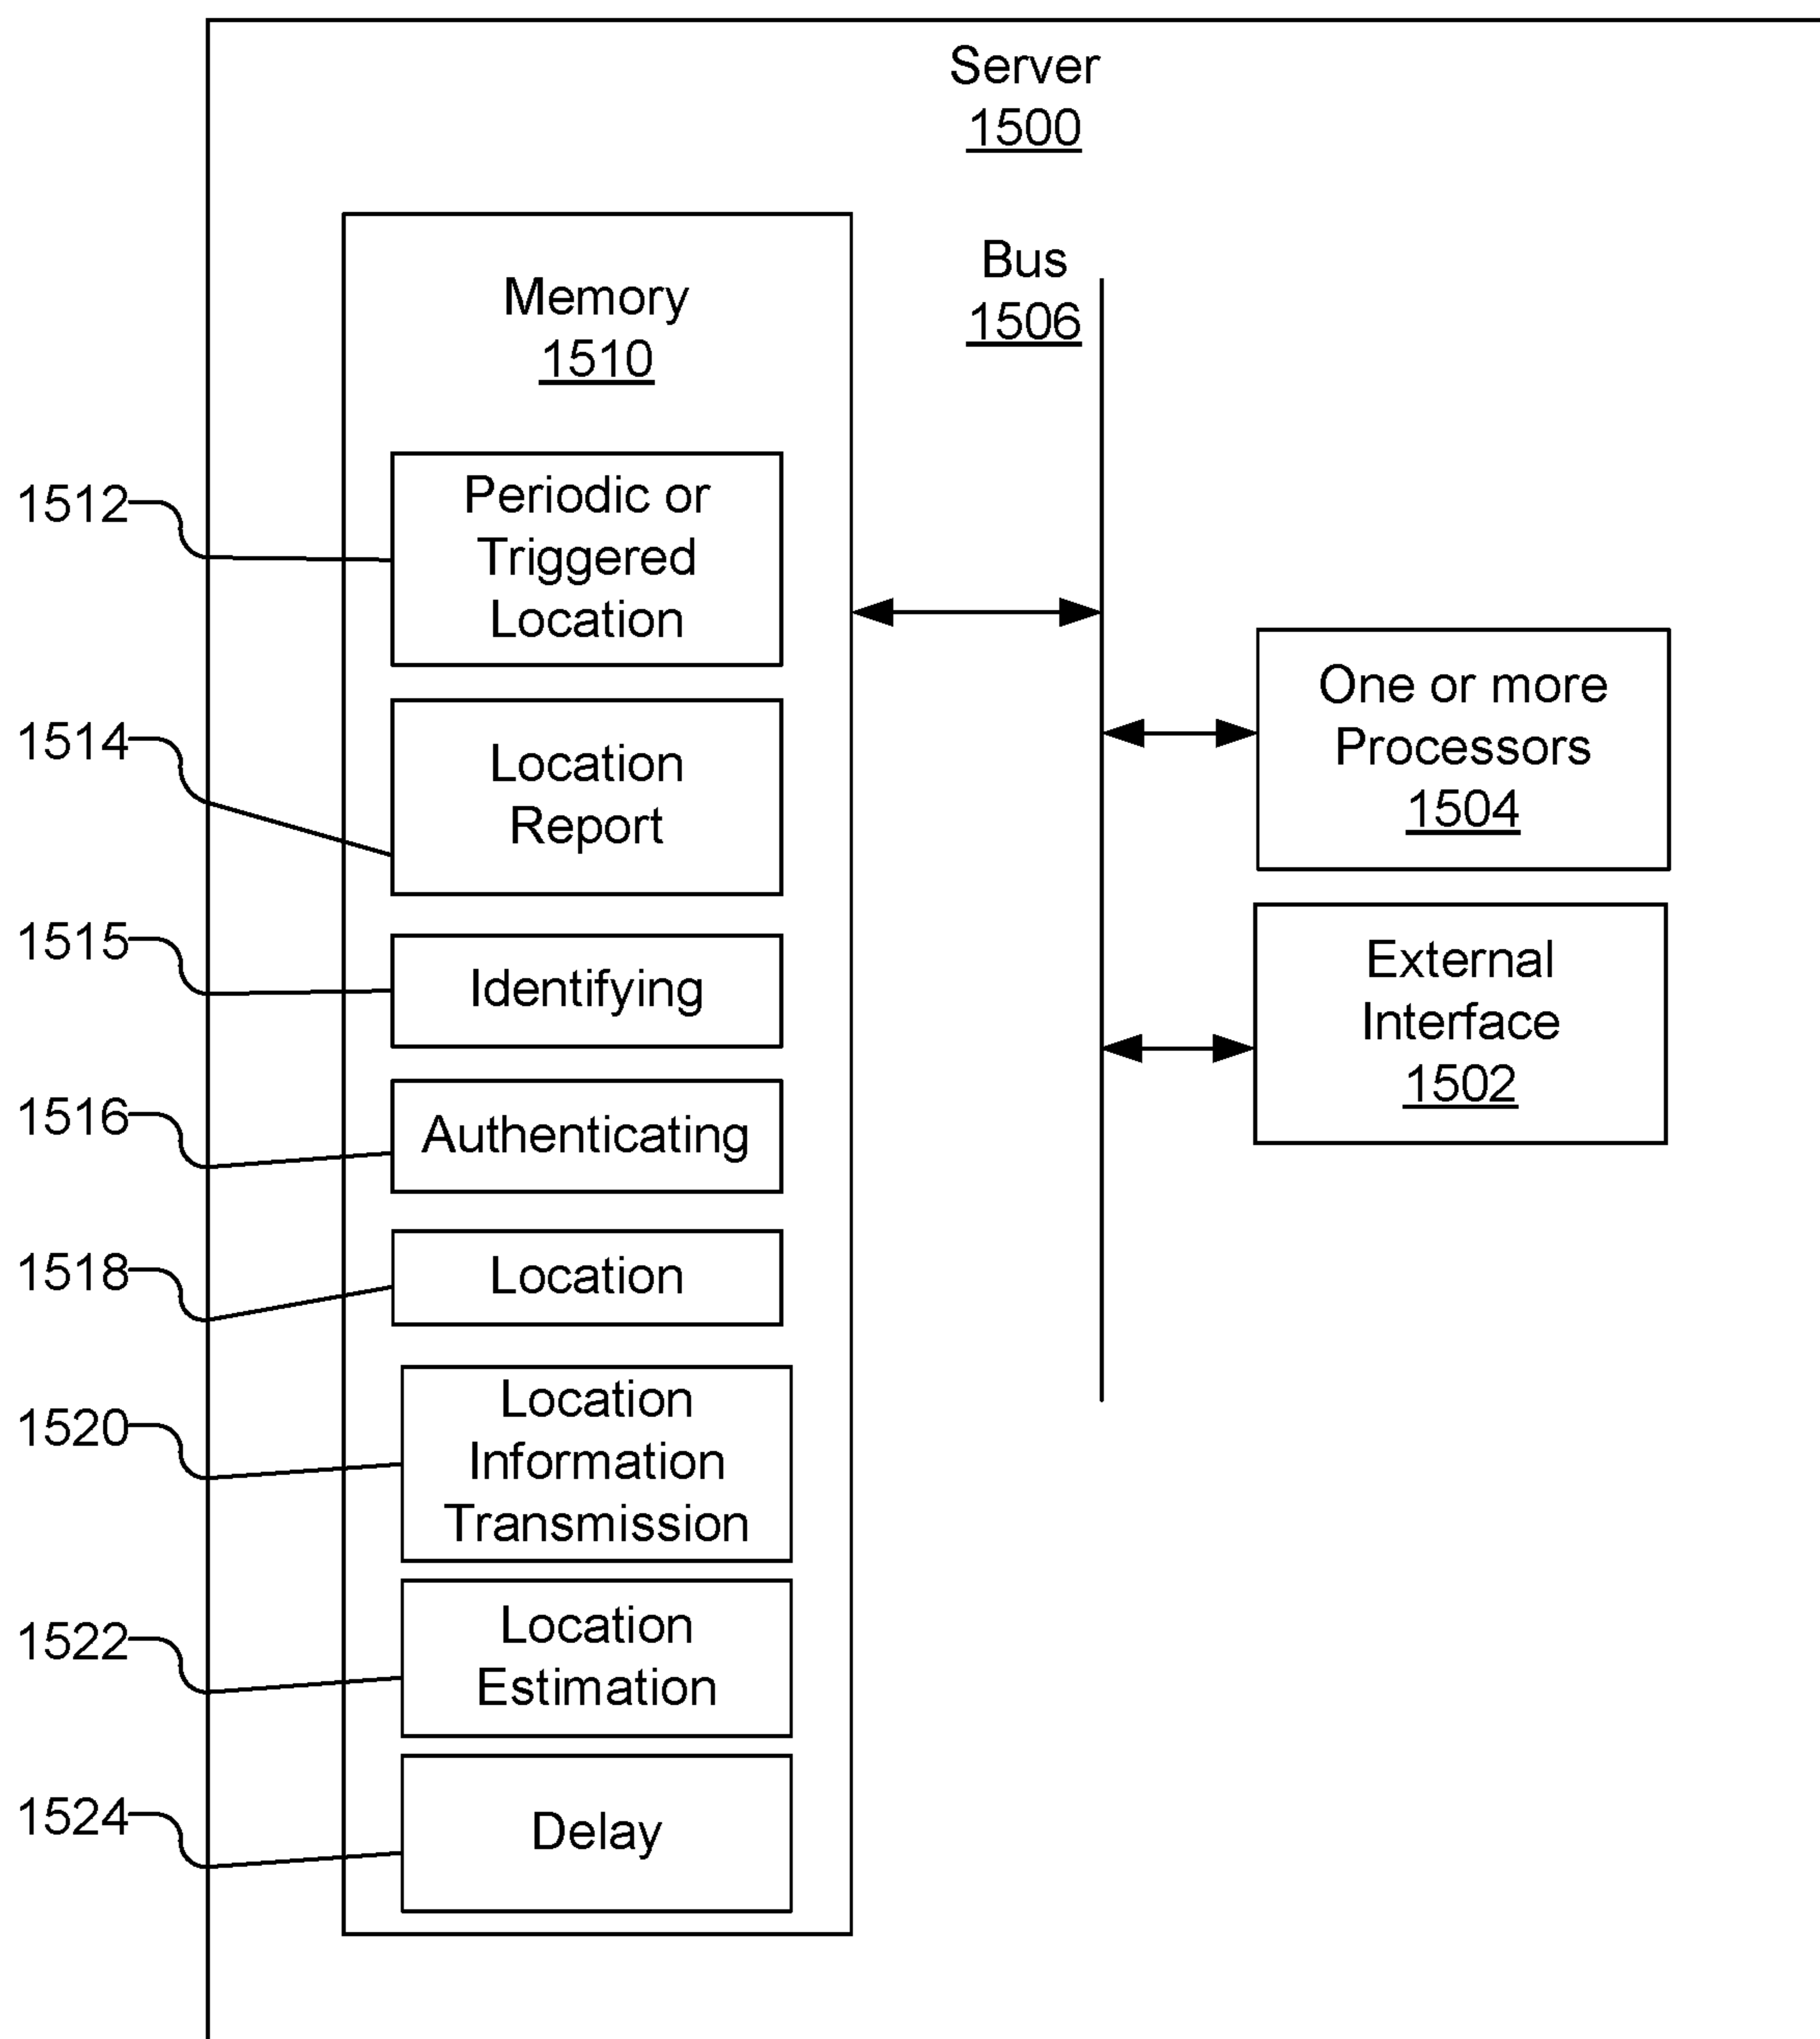 Server
1500
Memory
1510
Bus
1506
1512
Periodic or
Triggered
Location
1514
Location
Report
1515
Identifying
1516
Authenticating
1518
Location
1520
Location
Information
Transmission
1522
Location
Estimation
1524
Delay
One or more
Processors
1504
External
Interface
1502